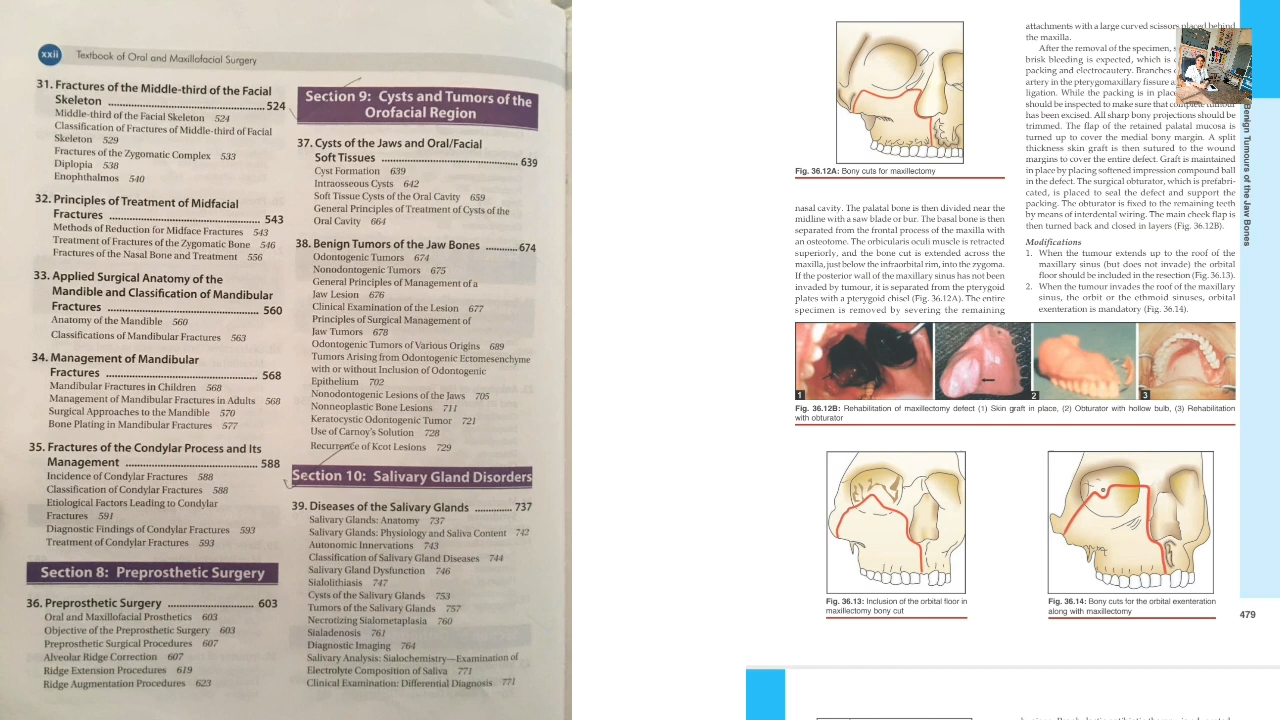 xxii Textbook of Oral and Maxillofacial Surgery
31. Fractures of the Middle-third of the Facial
Skeleton .......................................... 524
Middle-third of the Facial Skeleton 524
Classification of Fractures of Middle-third of Facial
Skeleton 529
Fractures of the Zygomatic Complex 533
Diplopia 538
Enophthalmos 540
32. Principles of Treatment of Midfacial
Fractures .......................................... 543
Methods of Reduction for Midface Fractures 543
Treatment of Fractures of the Zygomatic Bone 546
Fractures of the Nasal Bone and Treatment 556
33. Applied Surgical Anatomy of the
Mandible and Classification of Mandibular
Fractures .......................................... 560
Anatomy of the Mandible 560
Classifications of Mandibular Fractures 563
34. Management of Mandibular
Fractures .......................................... 568
Mandibular Fractures in Children 568
Management of Mandibular Fractures in Adults 568
Surgical Approaches to the Mandible 570
Bone Plating in Mandibular Fractures 577
35. Fractures of the Condylar Process and Its
Management .................................... 588
Incidence of Condylar Fractures 588
Classification of Condylar Fractures 588
Etiological Factors Leading to Condylar
Fractures 591
Diagnostic Findings of Condylar Fractures 593
Treatment of Condylar Fractures 593
Section 8: Preprosthetic Surgery
36. Preprosthetic Surgery ....................... 603
Oral and Maxillofacial Prosthetics 603
Objective of the Preprosthetic Surgery 603
Preprosthetic Surgical Procedures 607
Alveolar Ridge Correction 607
Ridge Extension Procedures 619
Ridge Augmentation Procedures 623
Section 9: Cysts and Tumors of the
Orofacial Region
37. Cysts of the Jaws and Oral/Facial
Soft Tissues ...................................... 639
Cyst Formation 639
Intraosseous Cysts 642
Soft Tissue Cysts of the Oral Cavity 659
General Principles of Treatment of Cysts of the
Oral Cavity 664
38. Benign Tumors of the Jaw Bones ............ 674
Odontogenic Tumors 674
Nonodontogenic Tumors 675
General Principles of Management of a
Jaw Lesion 676
Clinical Examination of the Lesion 677
Principles of Surgical Management of
Jaw Tumors 678
Odontogenic Tumors of Various Origins 689
Tumors Arising from Odontogenic Ectomesenchyme
with or without Inclusion of Odontogenic
Epithelium 702
Nonodontogenic Lesions of the Jaws 705
Nonneoplastic Bone Lesions 711
Keratocystic Odontogenic Tumor 721
Use of Carnoy's Solution 728
Recurrence of Kcot Lesions 729
Section 10: Salivary Gland Disorders
39. Diseases of the Salivary Glands .............. 737
Salivary Glands: Anatomy 737
Salivary Glands: Physiology and Saliva Content 742
Autonomic Innervations 743
Classification of Salivary Gland Diseases 744
Salivary Gland Dysfunction 746
Sialolithiasis 747
Cysts of the Salivary Glands 753
Tumors of the Salivary Glands 757
Necrotizing Sialometaplasia 760
Sialadenosis 761
Diagnostic Imaging 764
Salivary Analysis: Sialochemistry—Examination of
Electrolyte Composition of Saliva 771
Clinical Examination: Differential Diagnosis 771
Fig. 36.12A: Bony cuts for maxillectomy
nasal cavity. The palatal bone is then divided near the
midline with a saw blade or bur. The basal bone is then
separated from the frontal process of the maxilla with
an osteotome. The orbicularis oculi muscle is retracted
superiorly, and the bone cut is extended across the
maxilla, just below the infraorbital rim, into the zygoma.
If the posterior wall of the maxillary sinus has not been
invaded by tumour, it is separated from the pterygoid
plates with a pterygoid chisel (Fig. 36.12A). The entire
specimen is removed by severing the remaining
attachments with a large curved scissors placed behind
the maxilla.
After the removal of the specimen,
brisk bleeding is expected, which is
packing and electrocautery. Branches
artery in the pterygomaxillary fissure
ligation. While the packing is in place
should be inspected to make sure that complete tumour
has been excised. All sharp bony projections should be
trimmed. The flap of the retained palatal mucosa is
turned up to cover the medial bony margin. A split
thickness skin graft is then sutured to the wound
margins to cover the entire defect. Graft is maintained
in place by placing softened impression compound ball
in the defect. The surgical obturator, which is prefabri-
cated, is placed to seal the defect and support the
packing. The obturator is fixed to the remaining teeth
by means of interdental wiring. The main cheek flap is
then turned back and closed in layers (Fig. 36.12B).
Modifications
1. When the tumour extends up to the roof of the
maxillary sinus (but does not invade) the orbital
floor should be included in the resection (Fig. 36.13).
2. When the tumour invades the roof of the maxillary
sinus, the orbit or the ethmoid sinuses, orbital
exenteration is mandatory (Fig. 36.14).
1
2
3
Fig. 36.12B: Rehabilitation of maxillectomy defect (1) Skin graft in place, (2) Obturator with hollow bulb, (3) Rehabilitation
with obturator
Fig. 36.13: Inclusion of the orbital floor in
maxillectomy bony cut
Fig. 36.14: Bony cuts for the orbital exenteration
along with maxillectomy
Benign Tumours of the Jaw Bones
479